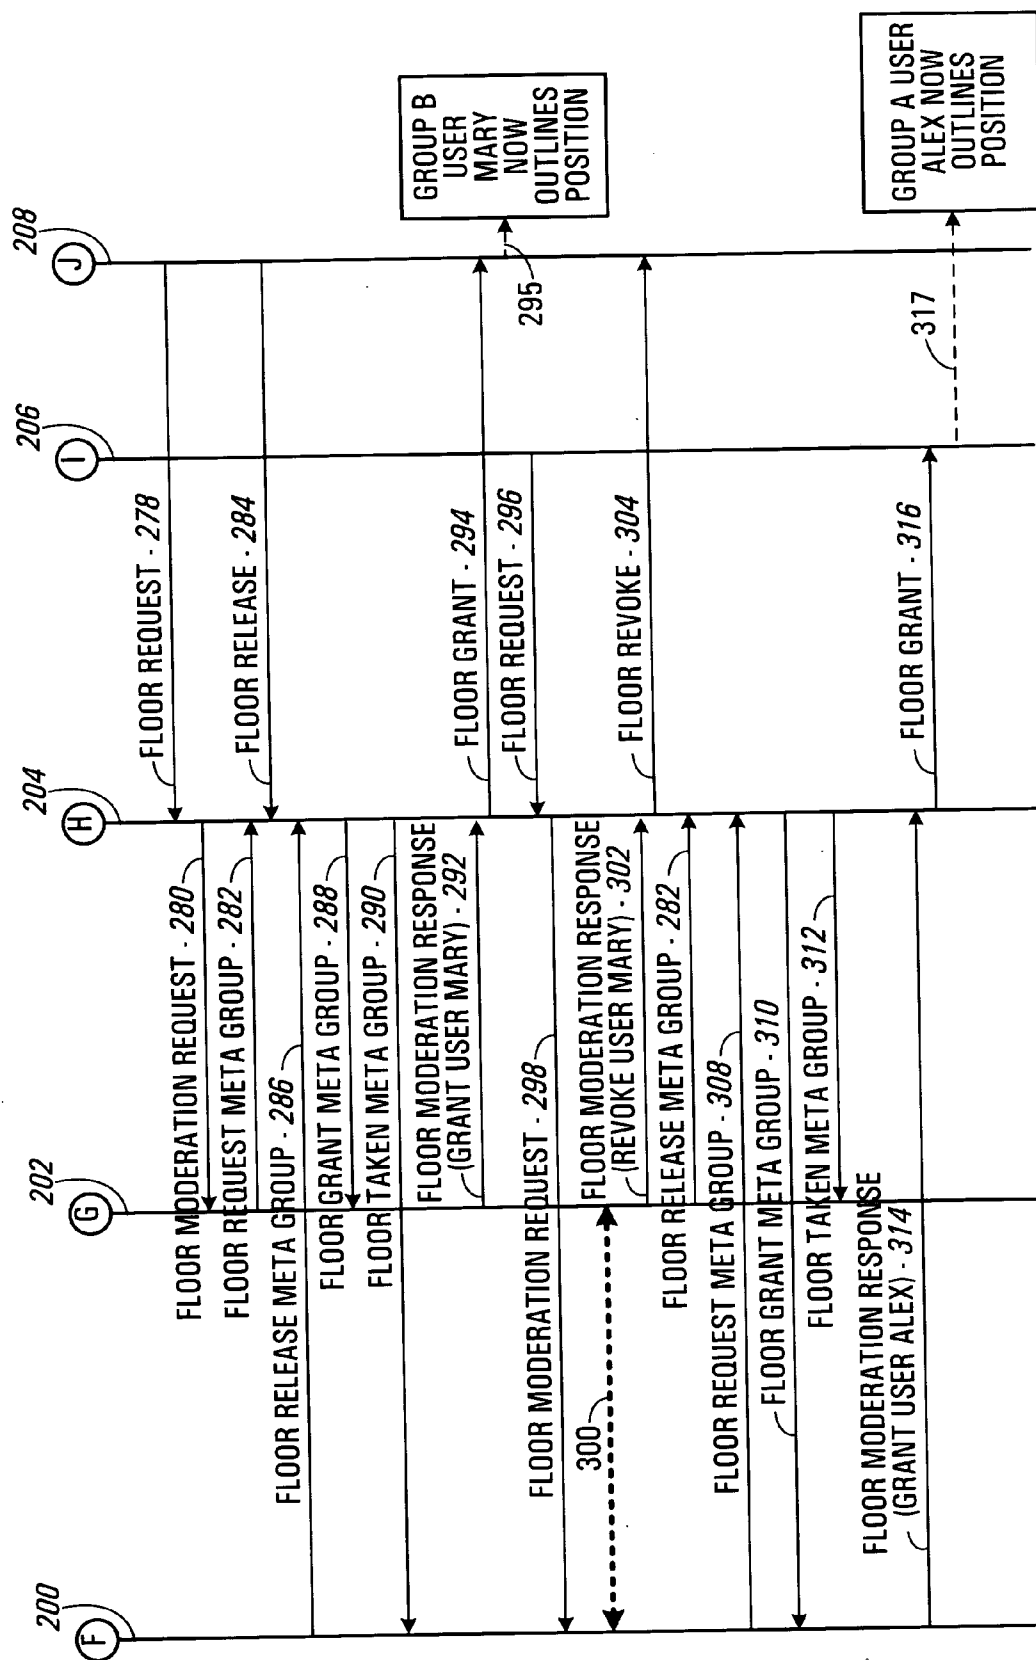 F
200
G
202
H
204
I
206
J
208
FLOOR REQUEST - 278
FLOOR MODERATION REQUEST - 280
FLOOR REQUEST META GROUP - 282
FLOOR RELEASE - 284
FLOOR RELEASE META GROUP - 286
FLOOR GRANT META GROUP - 288
FLOOR TAKEN META GROUP - 290
FLOOR MODERATION RESPONSE
(GRANT USER MARY) - 292
FLOOR GRANT - 294
295
GROUP B
USER
MARY
NOW
OUTLINES
POSITION
FLOOR REQUEST - 296
FLOOR MODERATION REQUEST - 298
300
FLOOR MODERATION RESPONSE
(REVOKE USER MARY) - 302
FLOOR REVOKE - 304
FLOOR RELEASE META GROUP - 282
FLOOR REQUEST META GROUP - 308
FLOOR GRANT META GROUP - 310
FLOOR TAKEN META GROUP - 312
FLOOR MODERATION RESPONSE
(GRANT USER ALEX) - 314
FLOOR GRANT - 316
317
GROUP A USER
ALEX NOW
OUTLINES
POSITION